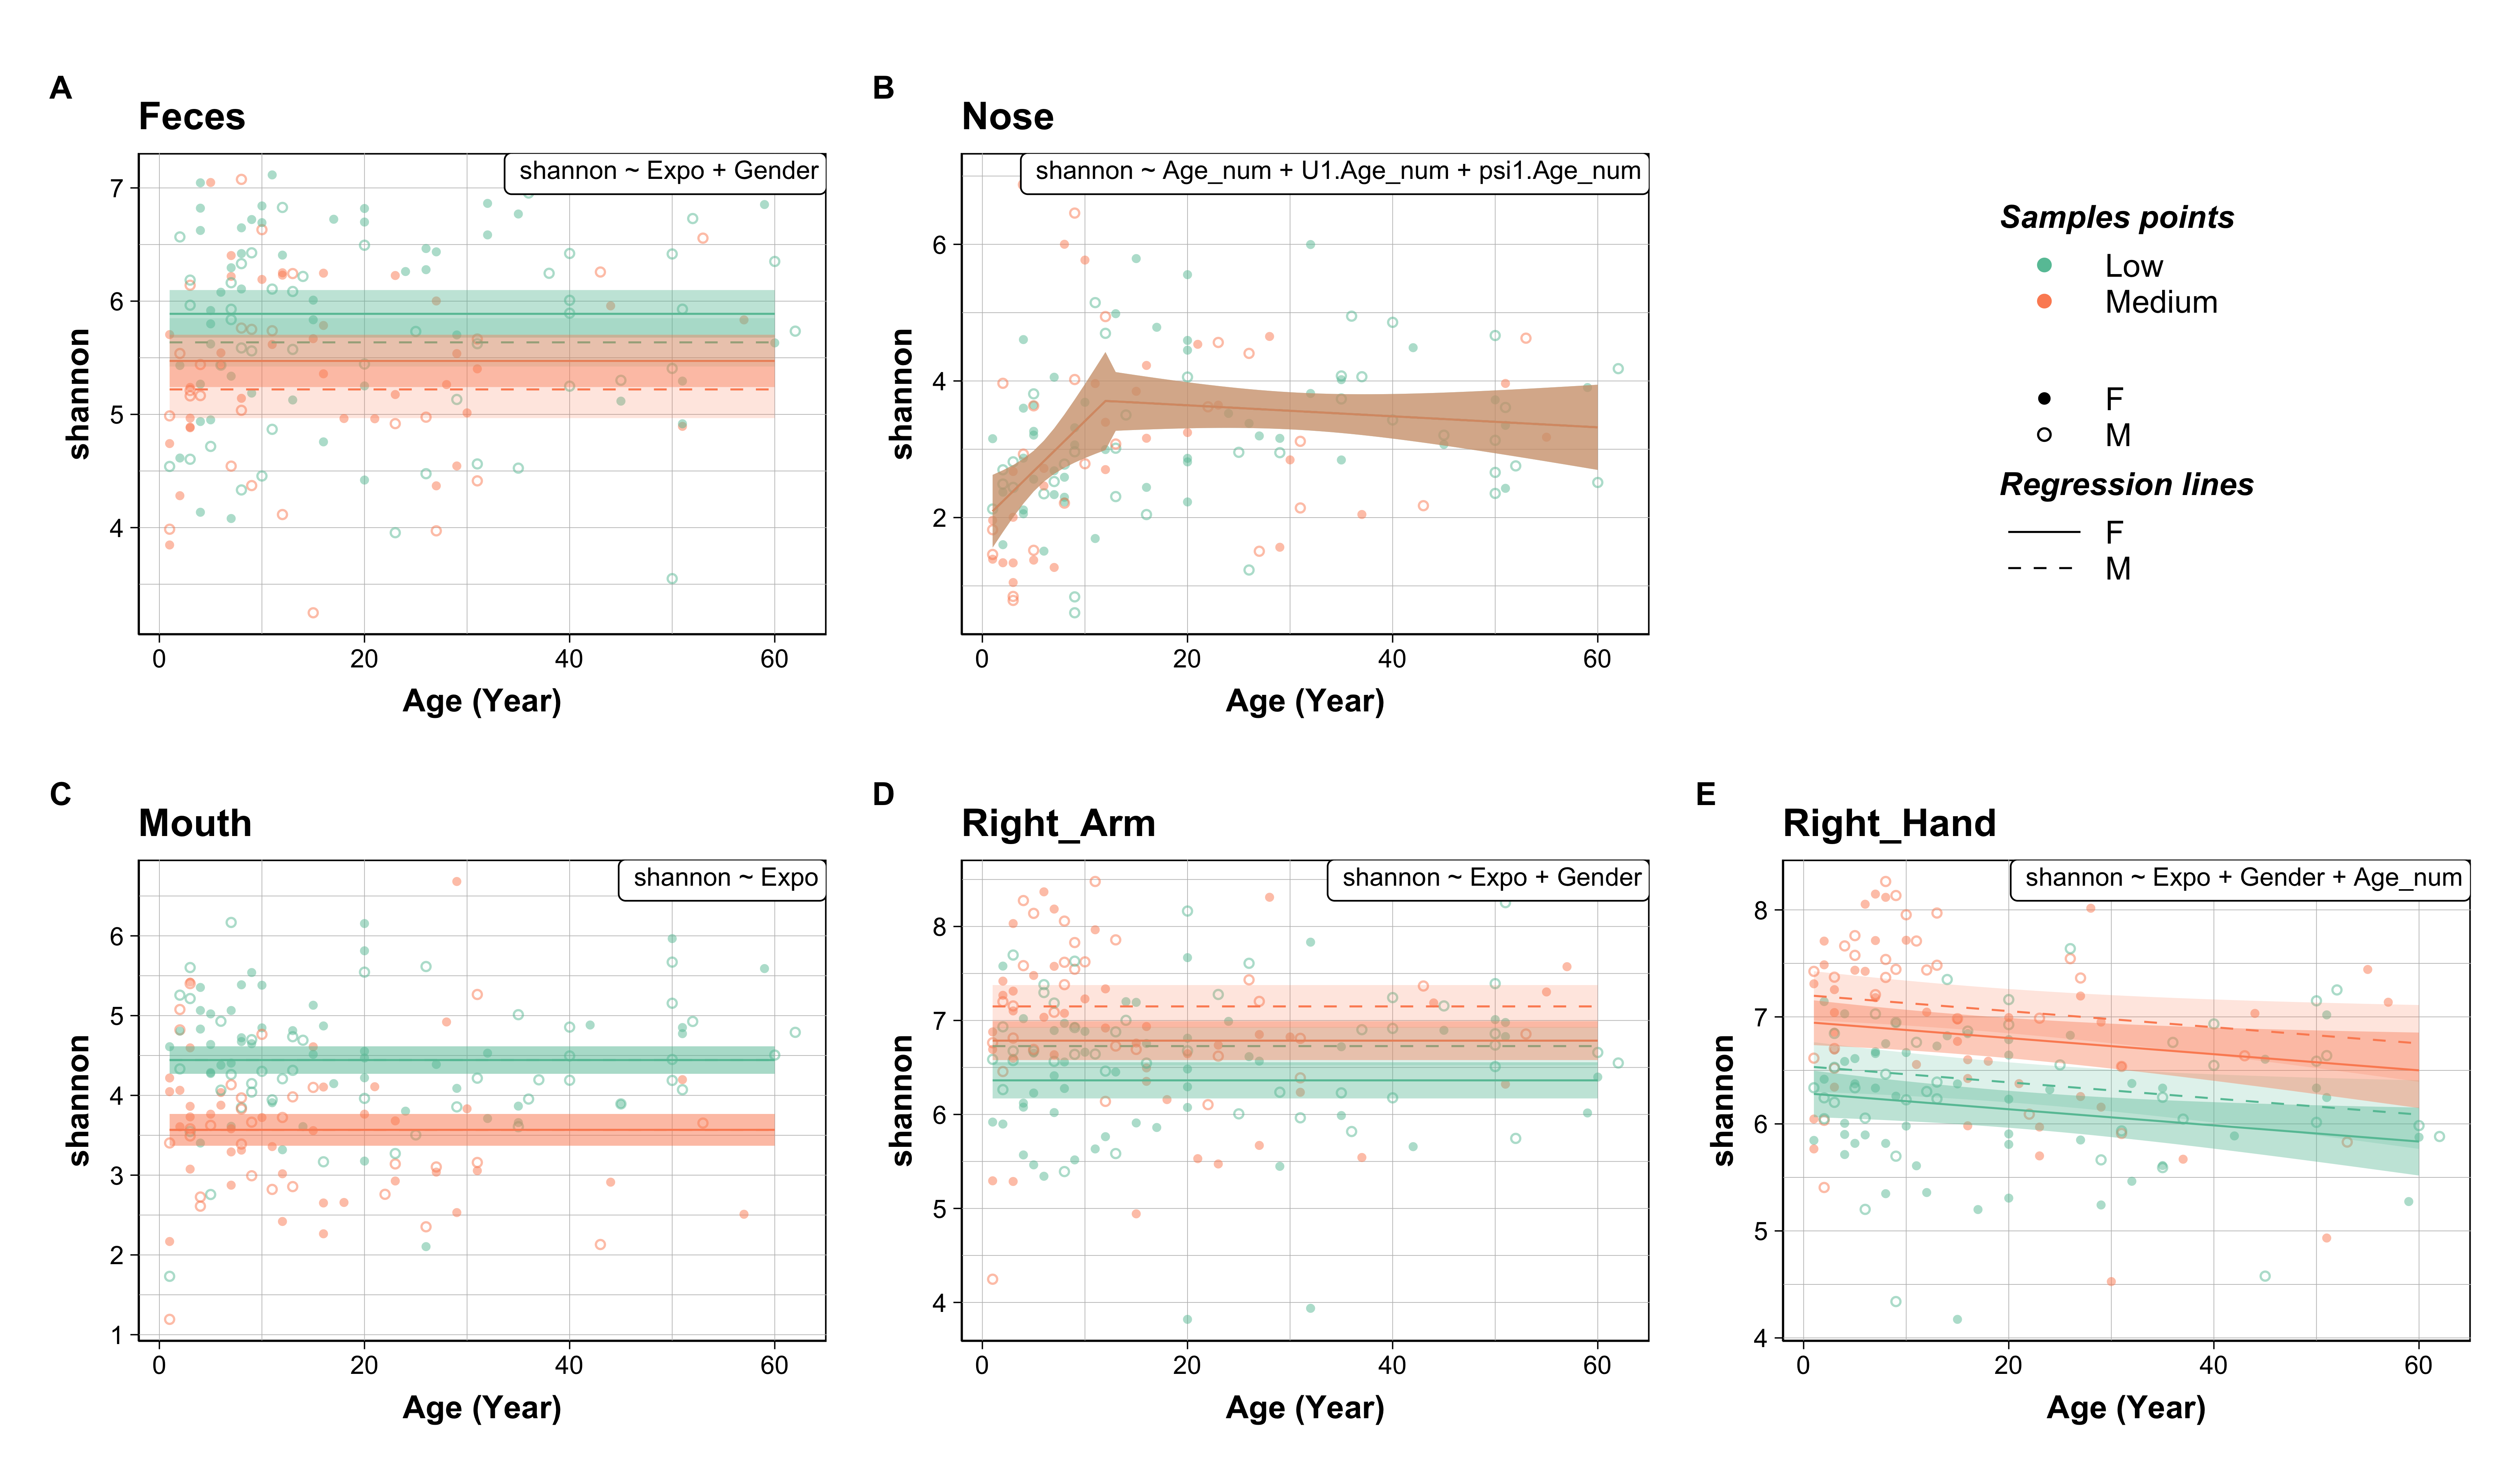 A
Feces
shannon ~ Expo + Gender
7
6
5
4
shannon
0 20 40 60
Age (Year)
B
Nose
shannon ~ Age_num + U1.Age_num + psi1.Age_num
6
4
2
shannon
0 20 40 60
Age (Year)
Samples points
Low
Medium
F
M
Regression lines
F
M
C
Mouth
shannon ~ Expo
6
5
4
3
2
1
shannon
0 20 40 60
Age (Year)
D
Right_Arm
shannon ~ Expo + Gender
8
7
6
5
4
shannon
0 20 40 60
Age (Year)
E
Right_Hand
shannon ~ Expo + Gender + Age_num
8
7
6
5
4
shannon
0 20 40 60
Age (Year)